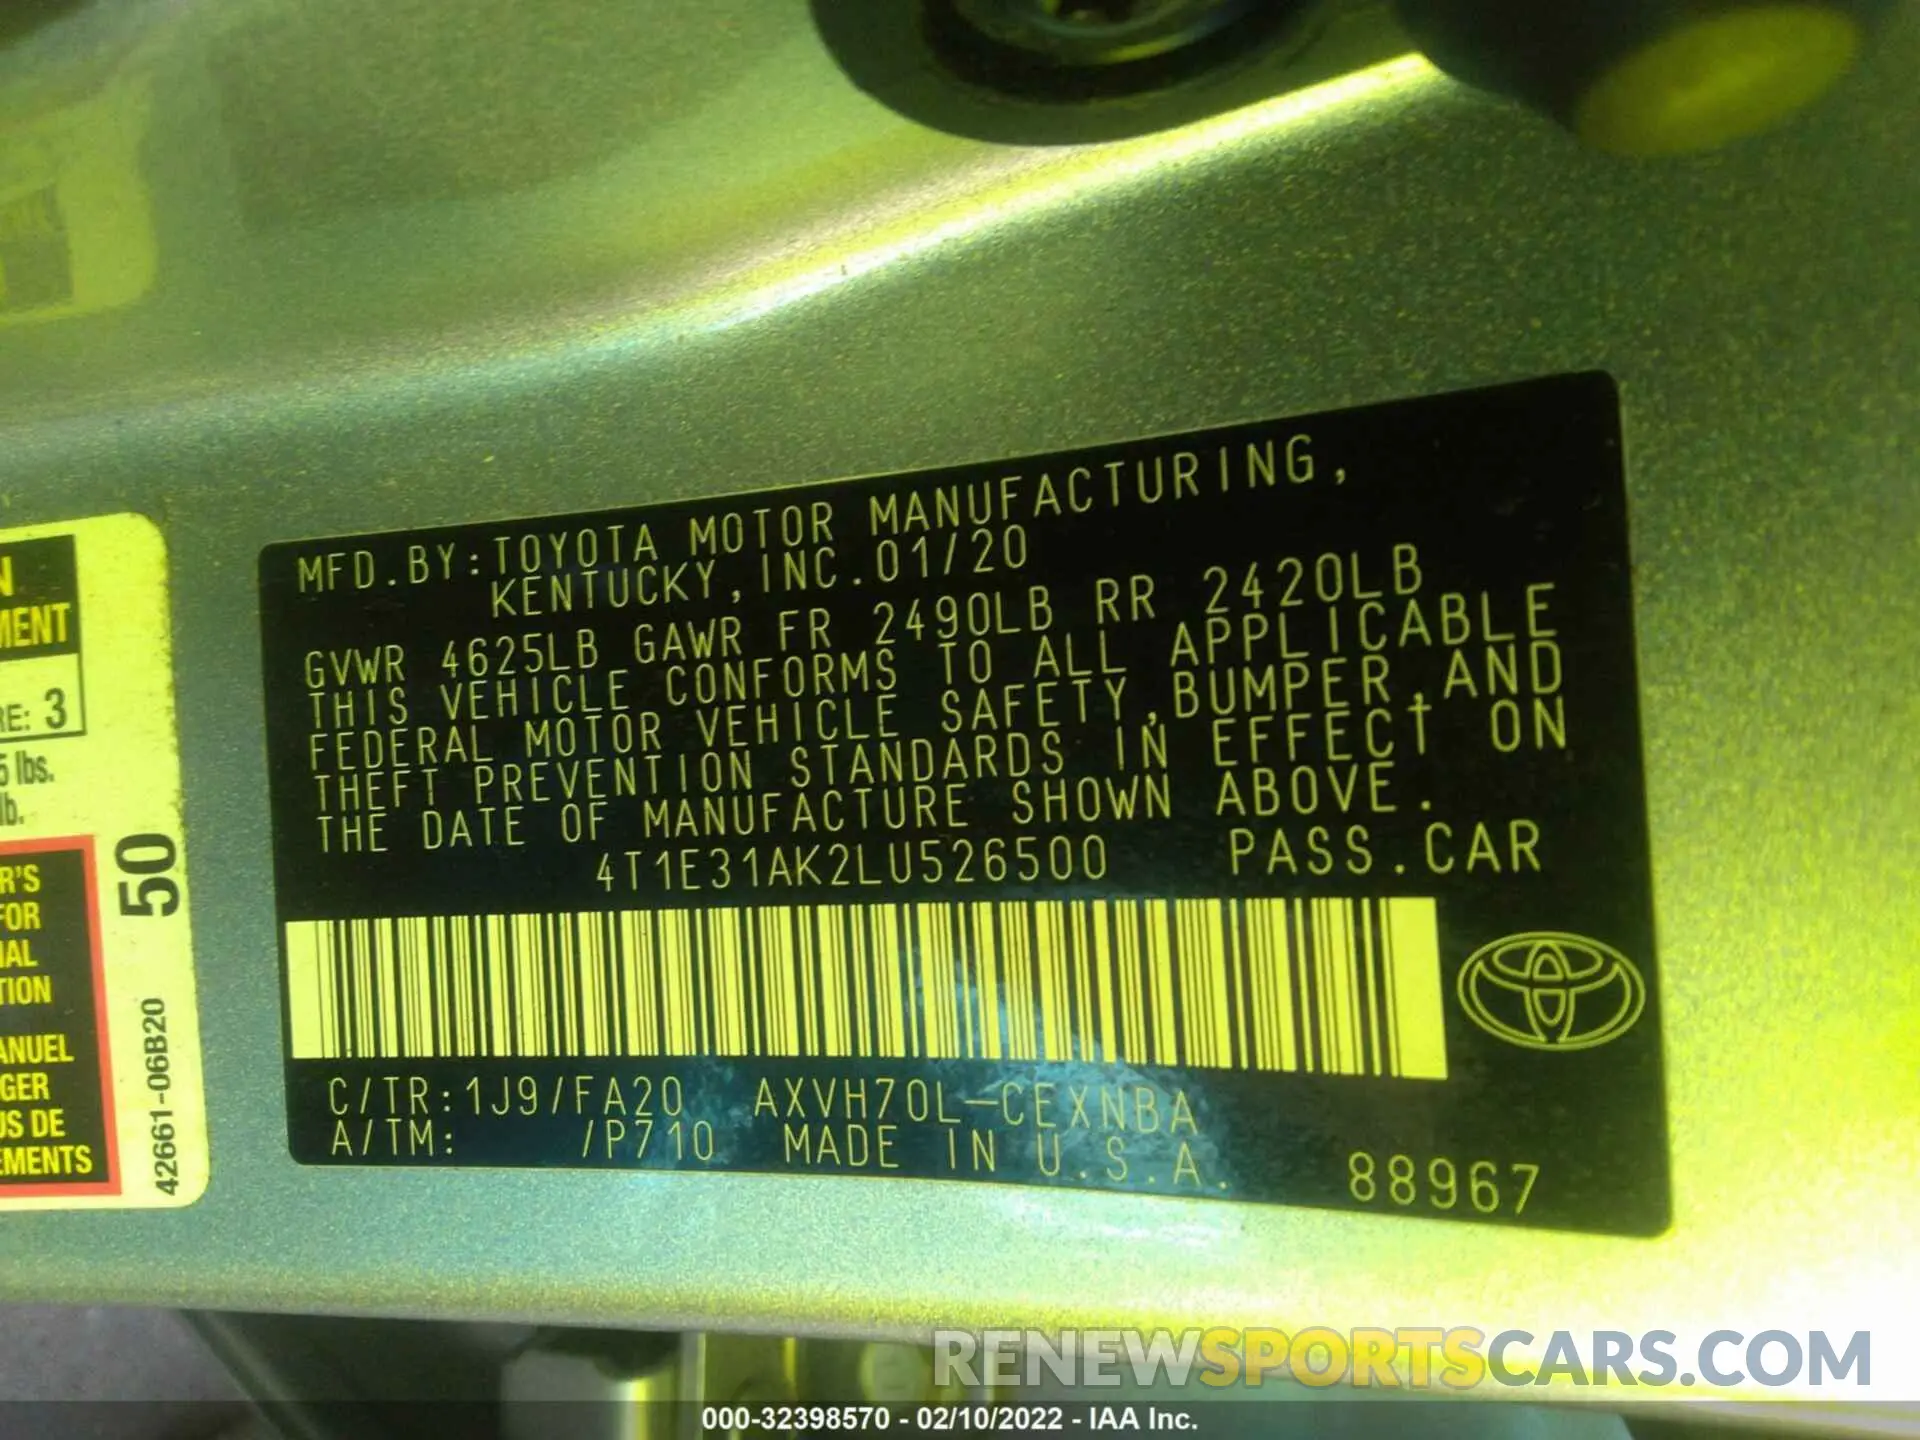 MFD.BY:TOYOTA MOTOR MANUFACTURING,
KENTUCKY,INC.01/20
GVWR 4625LB GAWR FR 2490LB RR 2420LB
THIS VEHICLE CONFORMS TO ALL APPLICABLE
FEDERAL MOTOR VEHICLE SAFETY,BUMPER,AND
THEFT PREVENTION STANDARDS IN EFFECT ON
THE DATE OF MANUFACTURE SHOWN ABOVE.
4T1E31AK2LU526500 PASS.CAR
C/TR:1J9/FA20 AXVH70L-CEXNBA
A/TM: /P710 MADE IN U.S.A.
88967
N
MENT
RE: 3
5 lbs.
lb.
50
R'S
FOR
IAL
TION
ANUEL
GER
US DE
EMENTS
42661-06B20
RENEWSPORTSCARS.COM
000-32398570 - 02/10/2022 - IAA Inc.